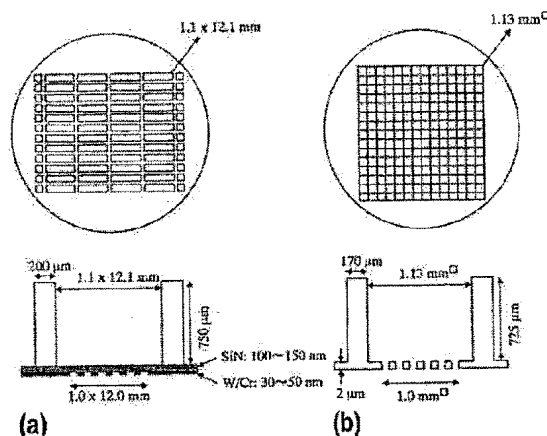 1.1 x 12.1 mm
1.13 mm□
200 μm
1.1 x 12.1 mm
750 μm
SiN: 100~150 nm
W/Cr: 30~50 nm
1.0 x 12.0 mm
(a)
170 μm
1.13 mm□
725 μm
2 μm
1.0 mm□
(b)